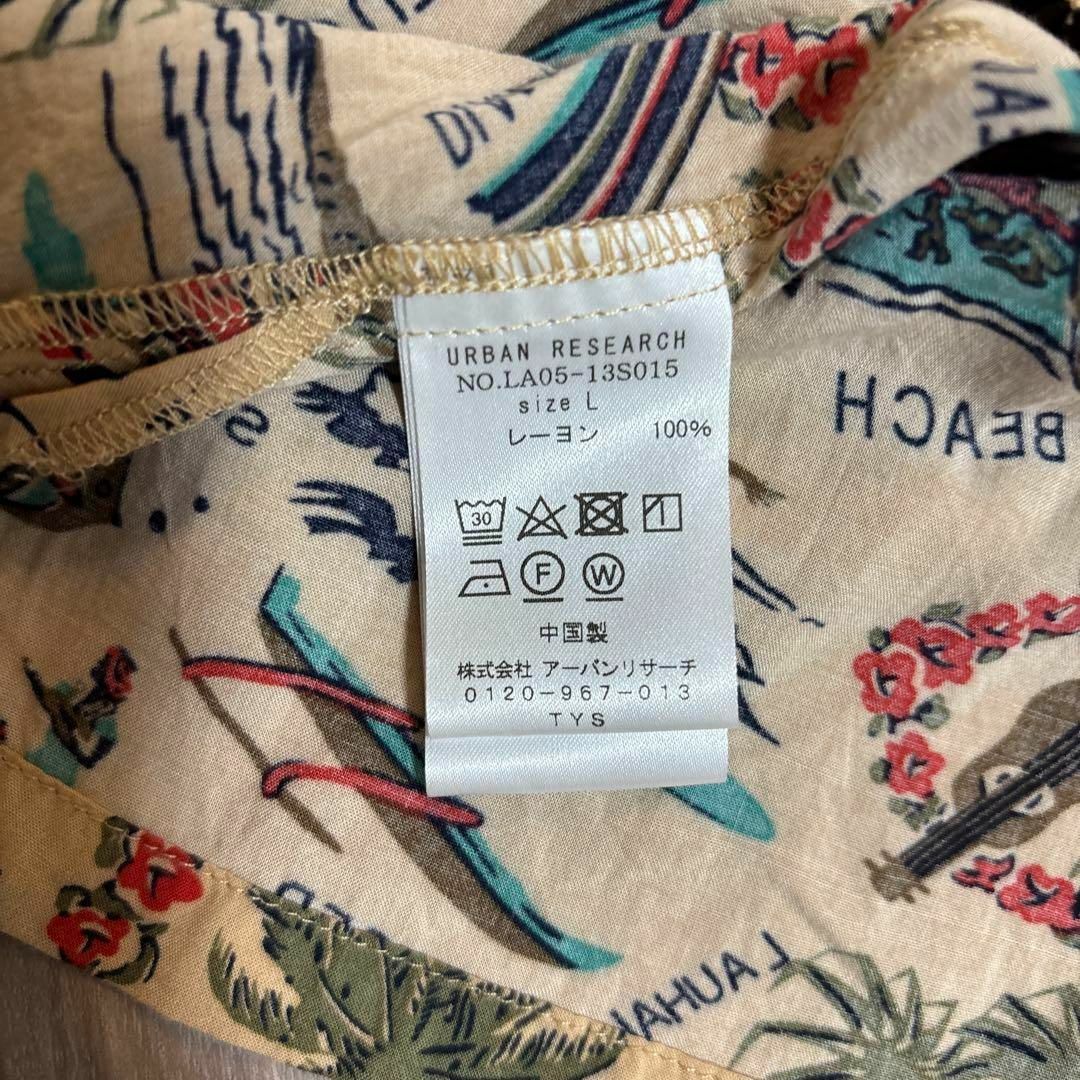 DIV
BEACH
URBAN RESEARCH
NO.LA05-13S015
size L
レーヨン 100%
30
F W
中国製
株式会社 アーバンリサーチ
0120-967-013
TYS